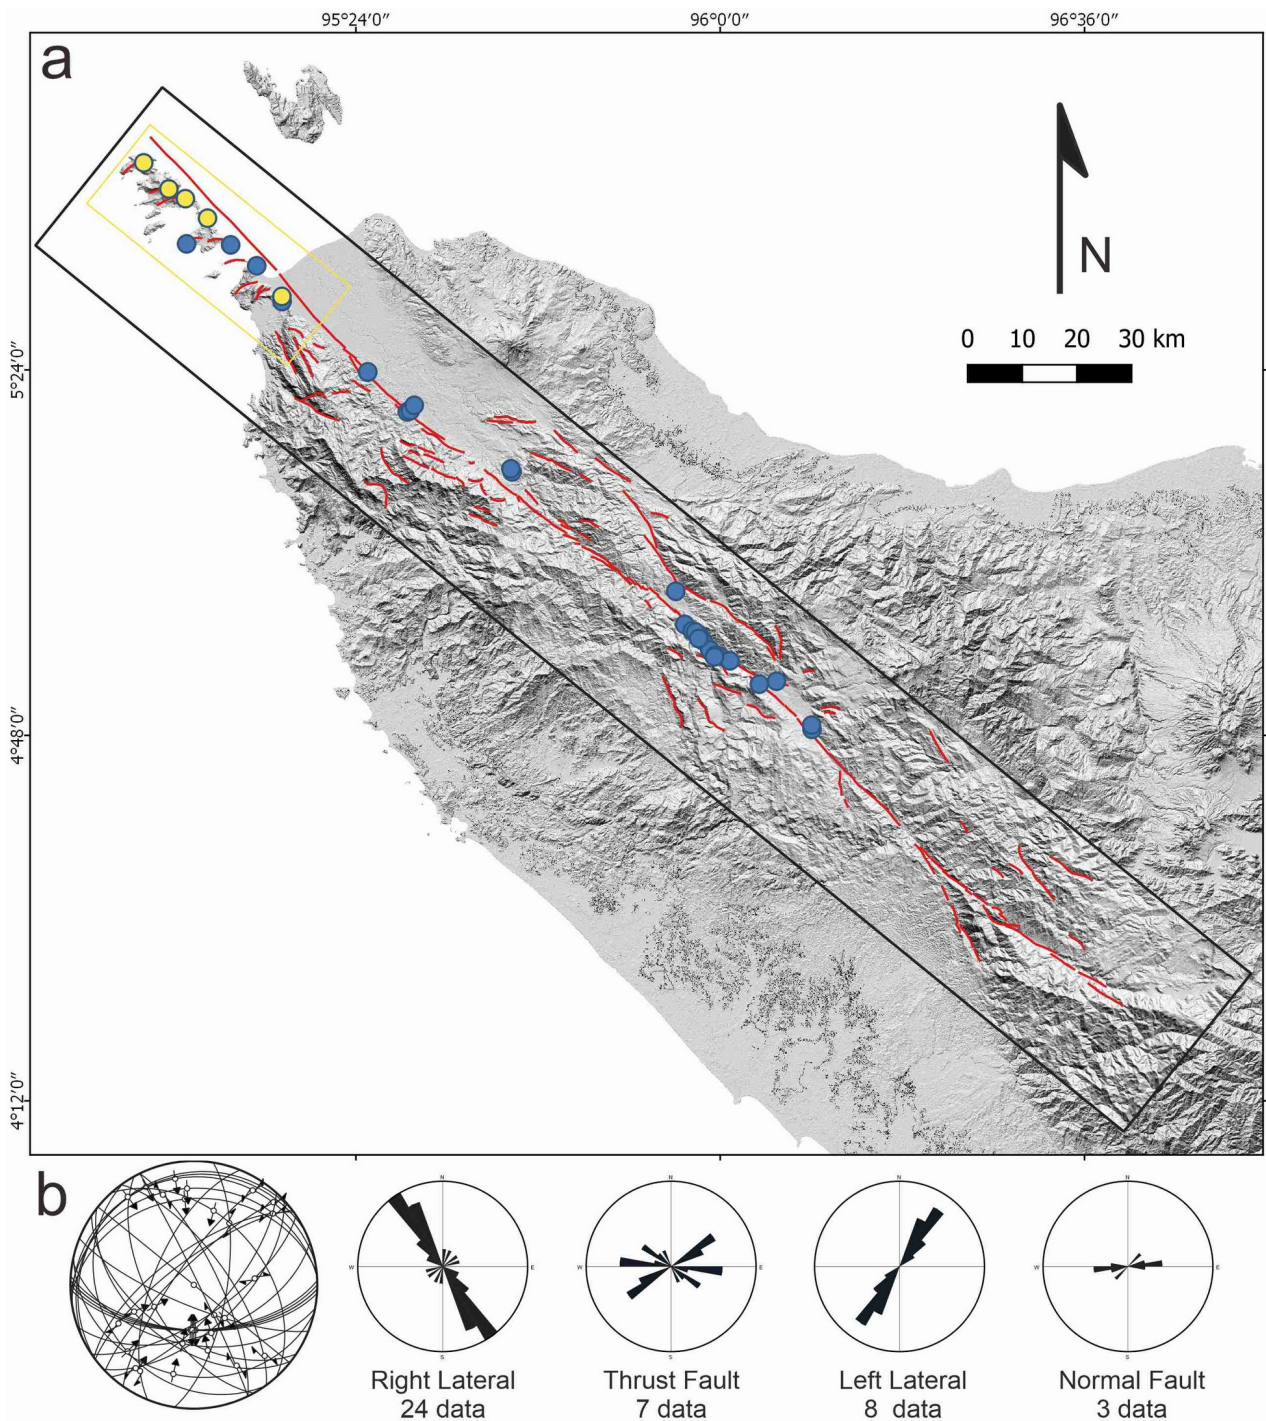 95°24′0″ 96°0′0″ 96°36′0″
a
N
0 10 20 30 km
5°24′0″
4°48′0″
4°12′0″
b
N N N N
W E W E W E W E
S S S S
Right Lateral Thrust Fault Left Lateral Normal Fault
24 data 7 data 8 data 3 data